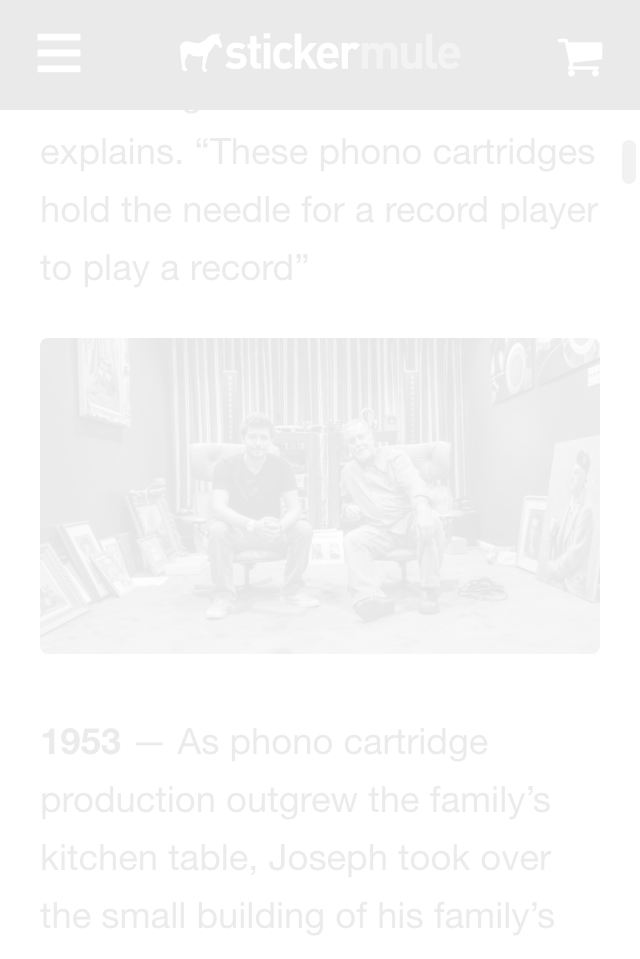 stickermule
explains. “These phono cartridges
hold the needle for a record player
to play a record”
1953 — As phono cartridge
production outgrew the family’s
kitchen table, Joseph took over
the small building of his family’s